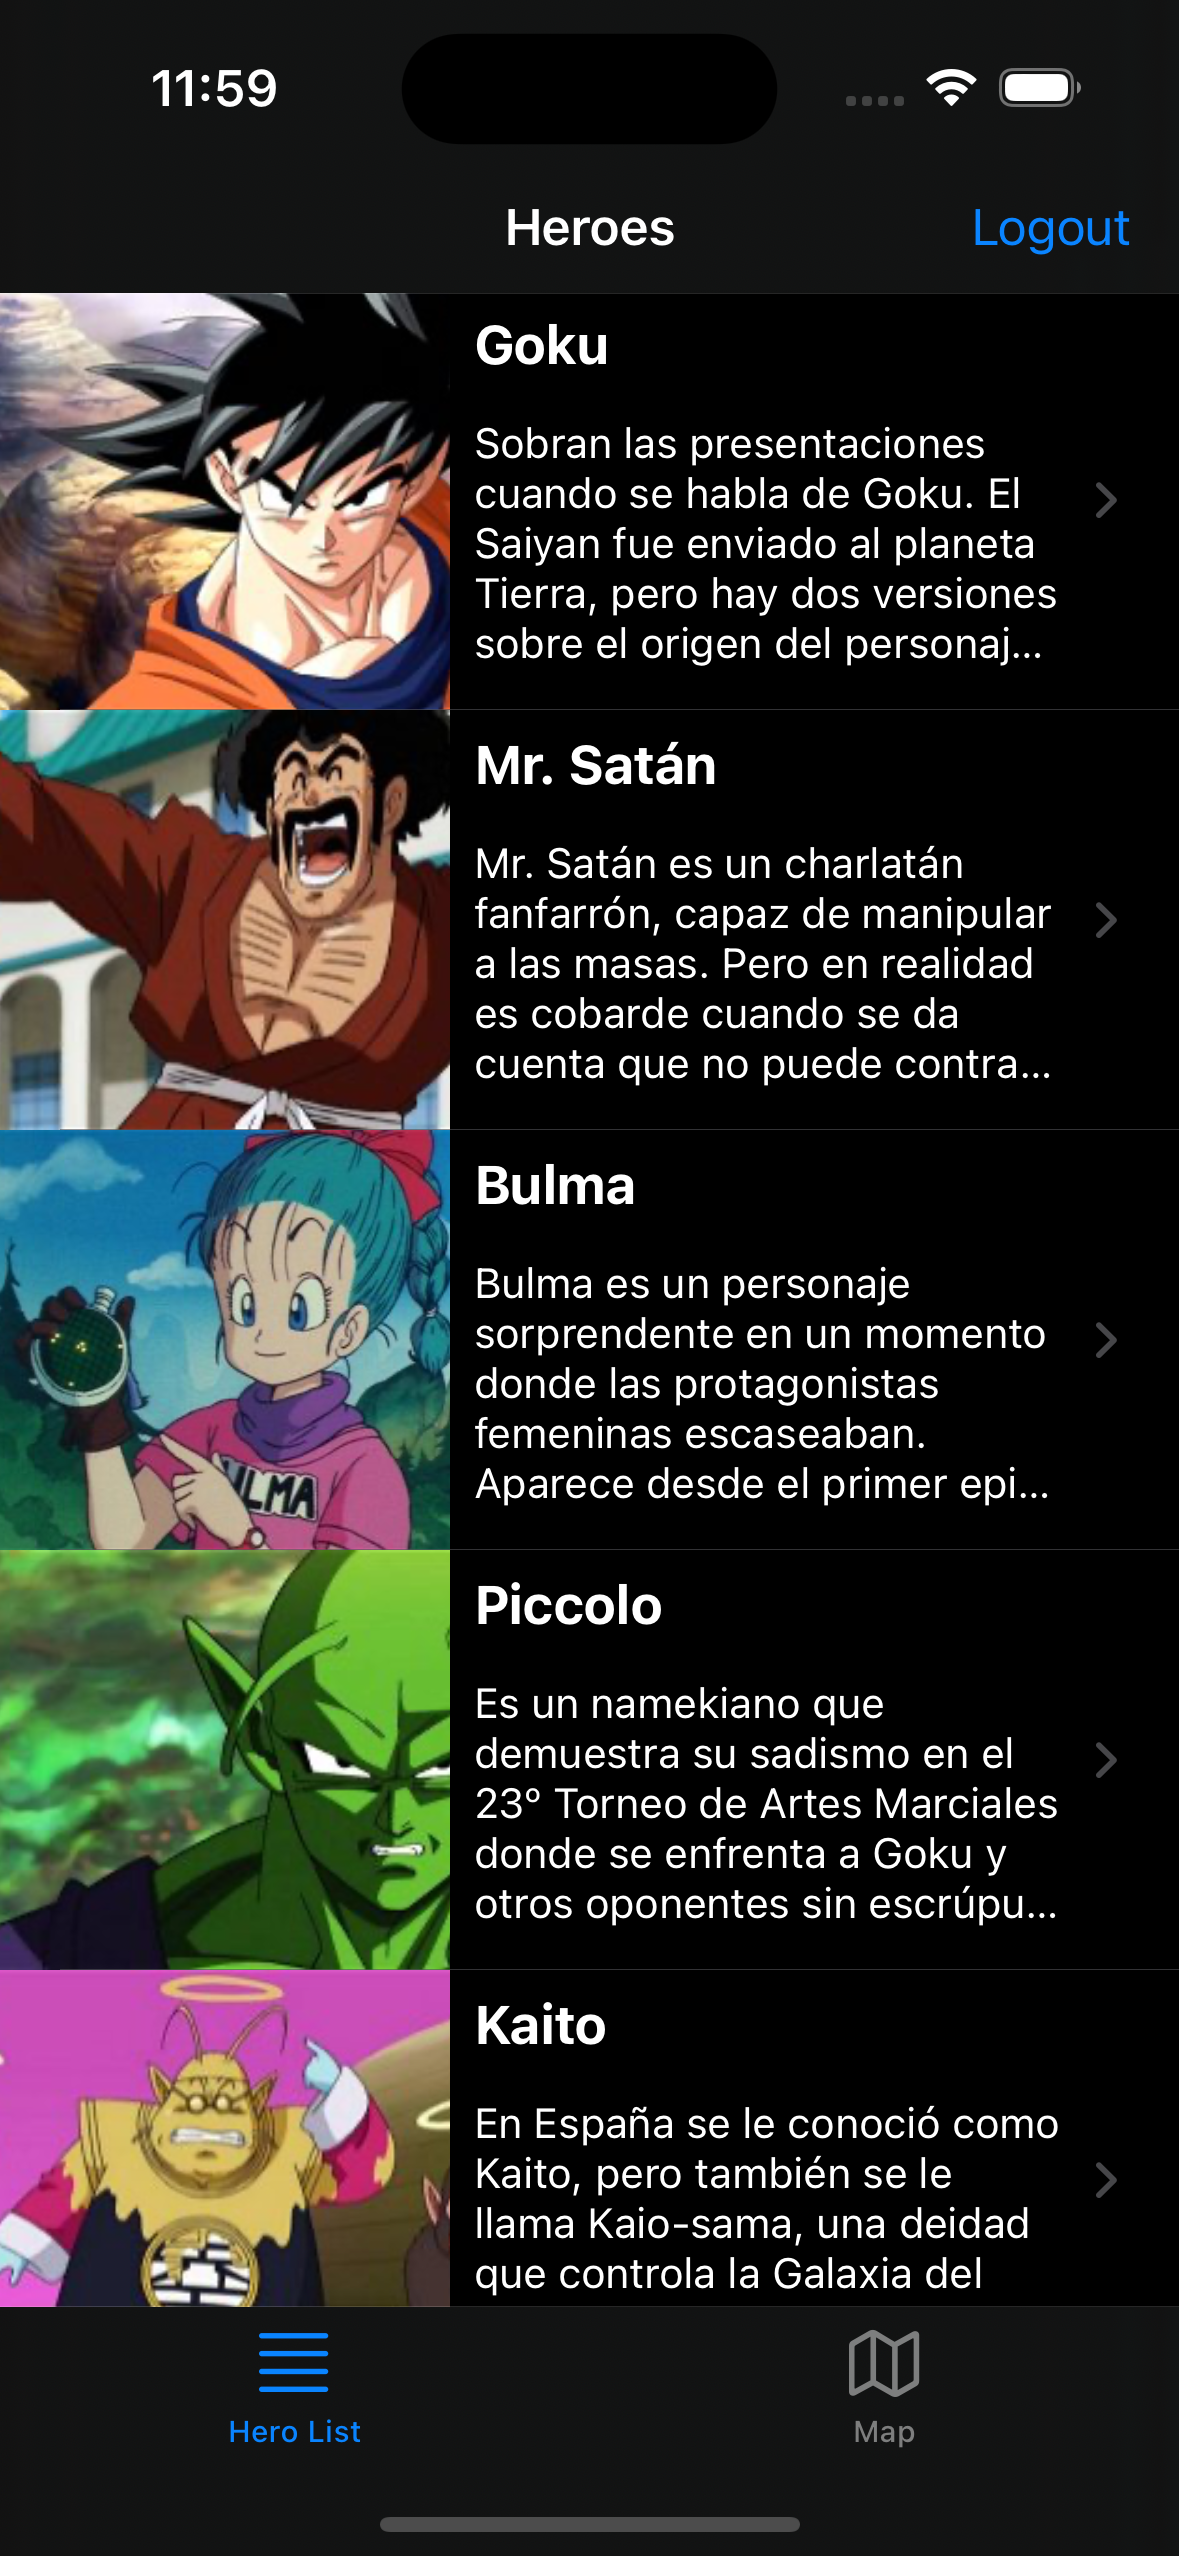 11:59
Heroes
Logout
Goku
Sobran las presentaciones
cuando se habla de Goku. El
Saiyan fue enviado al planeta
Tierra, pero hay dos versiones
sobre el origen del personaj...
Mr. Satán
Mr. Satán es un charlatán
fanfarrón, capaz de manipular
a las masas. Pero en realidad
es cobarde cuando se da
cuenta que no puede contra...
Bulma
Bulma es un personaje
sorprendente en un momento
donde las protagonistas
femeninas escaseaban.
Aparece desde el primer epi...
ULMA
Piccolo
Es un namekiano que
demuestra su sadismo en el
23º Torneo de Artes Marciales
donde se enfrenta a Goku y
otros oponentes sin escrúpu...
Kaito
En España se le conoció como
Kaito, pero también se le
llama Kaio-sama, una deidad
que controla la Galaxia del
Hero List
Map